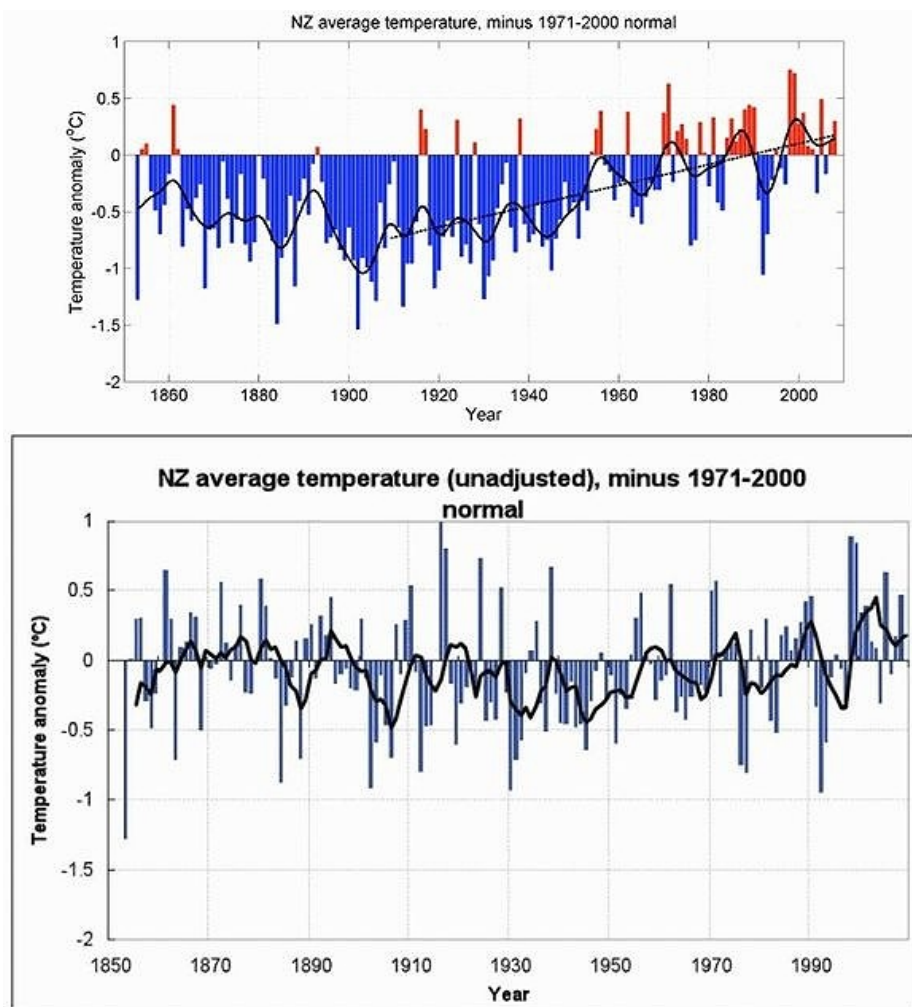 NZ average temperature, minus 1971-2000 normal
1
0.5
0
-0.5
-1
-1.5
-2
Temperature anomaly (°C)
1860 1880 1900 1920 1940 1960 1980 2000
Year
NZ average temperature (unadjusted), minus 1971-2000
normal
1
0.5
0
-0.5
-1
-1.5
-2
Temperature anomaly (°C)
1850 1870 1890 1910 1930 1950 1970 1990
Year